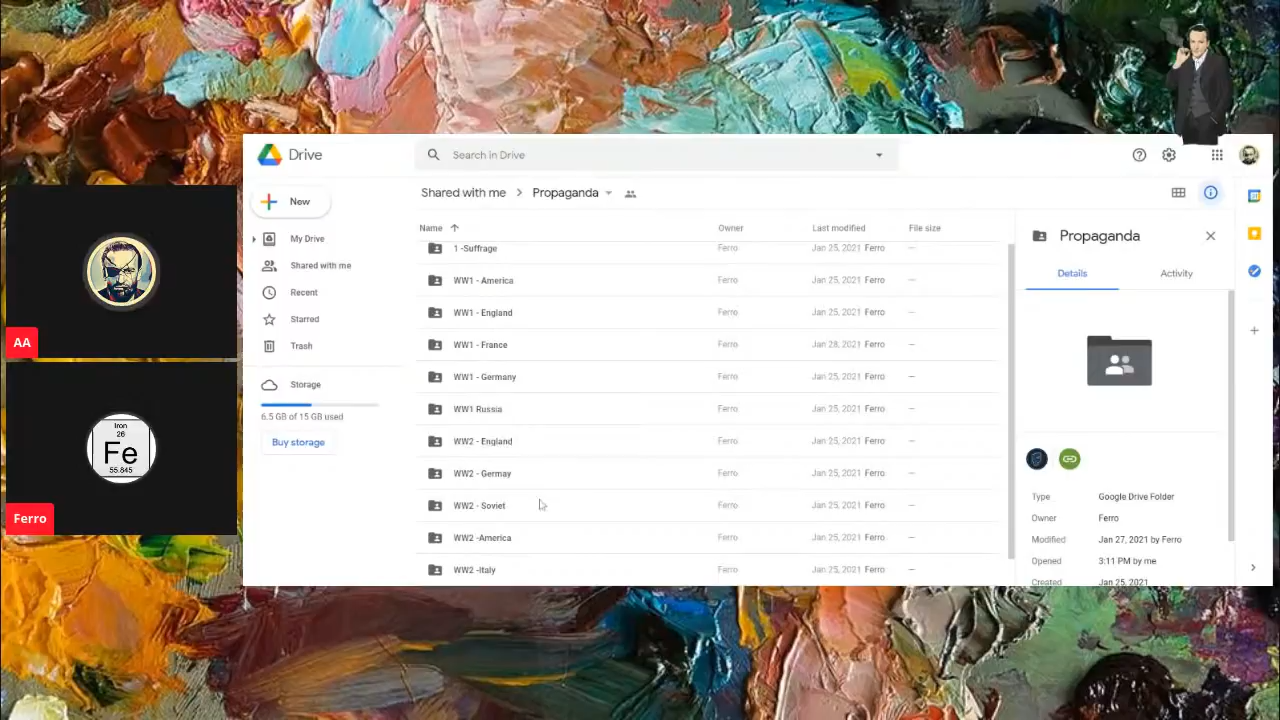 Drive
Search in Drive
New
My Drive
Shared with me
Recent
Starred
Trash
Storage
6.5 GB of 15 GB used
Buy storage
Shared with me > Propaganda
Name Owner Last modified File size
1 -Suffrage Ferro Jan 25, 2021 Ferro —
WW1 - America Ferro Jan 25, 2021 Ferro —
WW1 - England Ferro Jan 25, 2021 Ferro —
WW1 - France Ferro Jan 28, 2021 Ferro —
WW1 - Germany Ferro Jan 25, 2021 Ferro —
WW1 Russia Ferro Jan 25, 2021 Ferro —
WW2 - England Ferro Jan 25, 2021 Ferro —
WW2 - Germay Ferro Jan 25, 2021 Ferro —
WW2 - Soviet Ferro Jan 25, 2021 Ferro —
WW2 -America Ferro Jan 25, 2021 Ferro —
WW2 -Italy Ferro Jan 25, 2021 Ferro —
Propaganda
Details Activity
Type Google Drive Folder
Owner Ferro
Modified Jan 27, 2021 by Ferro
Opened 3:11 PM by me
Created Jan 25, 2021
AA
Iron
26
Fe
55.845
Ferro